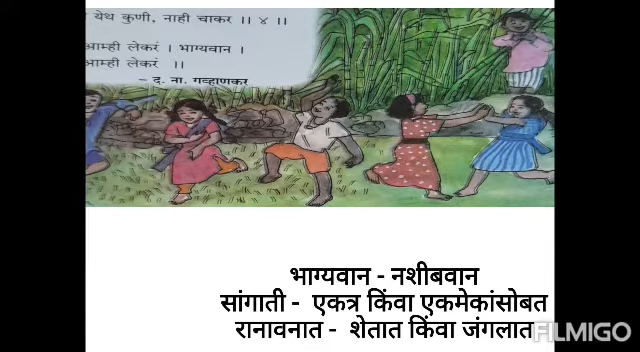 येथ कुणी, नाही चाकर ॥ ४ ॥
आम्ही लेकरं । भाग्यवान ।
आम्ही लेकरं ॥
– द. ना. गव्हाणकर
भाग्यवान - नशीबवान
सांगाती - एकत्र किंवा एकमेकांसोबत
रानावनात - शेतात किंवा जंगलात
FILMIGO